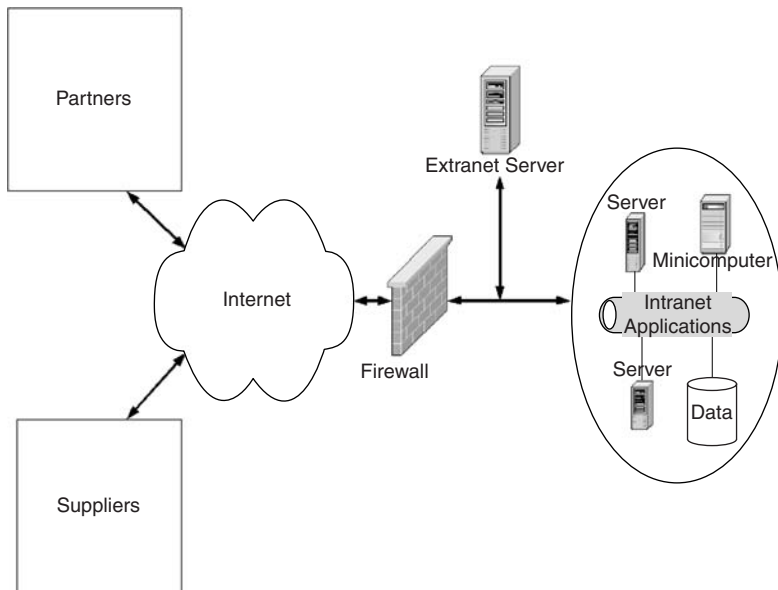 Partners
Extranet Server
Server
Minicomputer
Internet
Intranet
Applications
Firewall
Server
Data
Suppliers